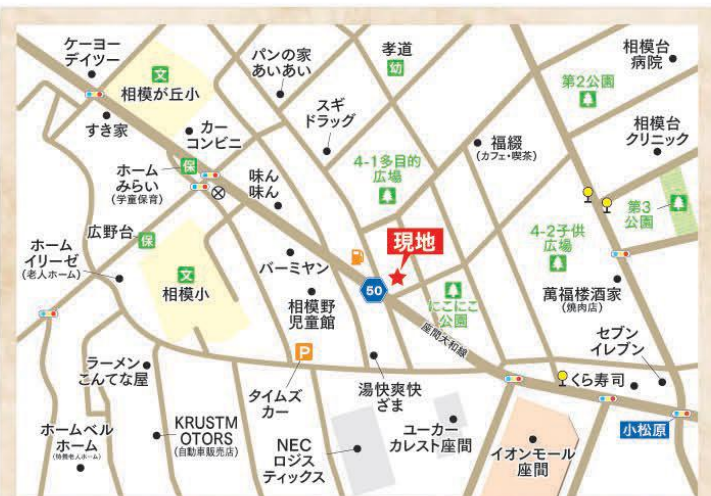 ケーヨー
デイツー
文
相模が丘小
すき家
カー
コンビニ
パンの家
あいあい
孝道
幼
スギ
ドラッグ
相模台
病院
第2公園
相模台
クリニック
福綴
(カフェ・喫茶)
4-1多目的
広場
ホーム
みらい
(学童保育)
保
味ん
味ん
広野台
保
第3
公園
4-2子供
広場
現地
ホーム
イリーゼ
(老人ホーム)
文
相模小
バーミヤン
50
相模野
児童館
にこにこ
公園
萬福楼酒家
(焼肉店)
座間大和線
セブン
イレブン
P
ラーメン
こんてな屋
タイムズ
カー
湯快爽快
ざま
くら寿司
小松原
ホームベル
ホーム
(特養老人ホーム)
KRUSTM
OTORS
(自動車販売店)
NEC
ロジス
ティックス
ユーカー
カレスト座間
イオンモール
座間